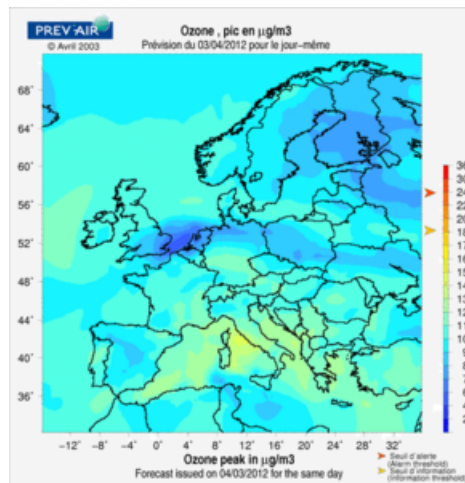 PREV'AIR
© Avril 2003
Ozone , pic en µg/m3
Prévision du 03/04/2012 pour le jour-même
68°
64°
60°
56°
52°
48°
44°
40°
36°
-12° -8° -4° 0° 4° 8° 12° 16° 20° 24° 28° 32°
Ozone peak in µg/m3
Forecast issued on 04/03/2012 for the same day
Seuil d'alerte
(Alarm threshold)
Seuil d'information
(Information threshold)